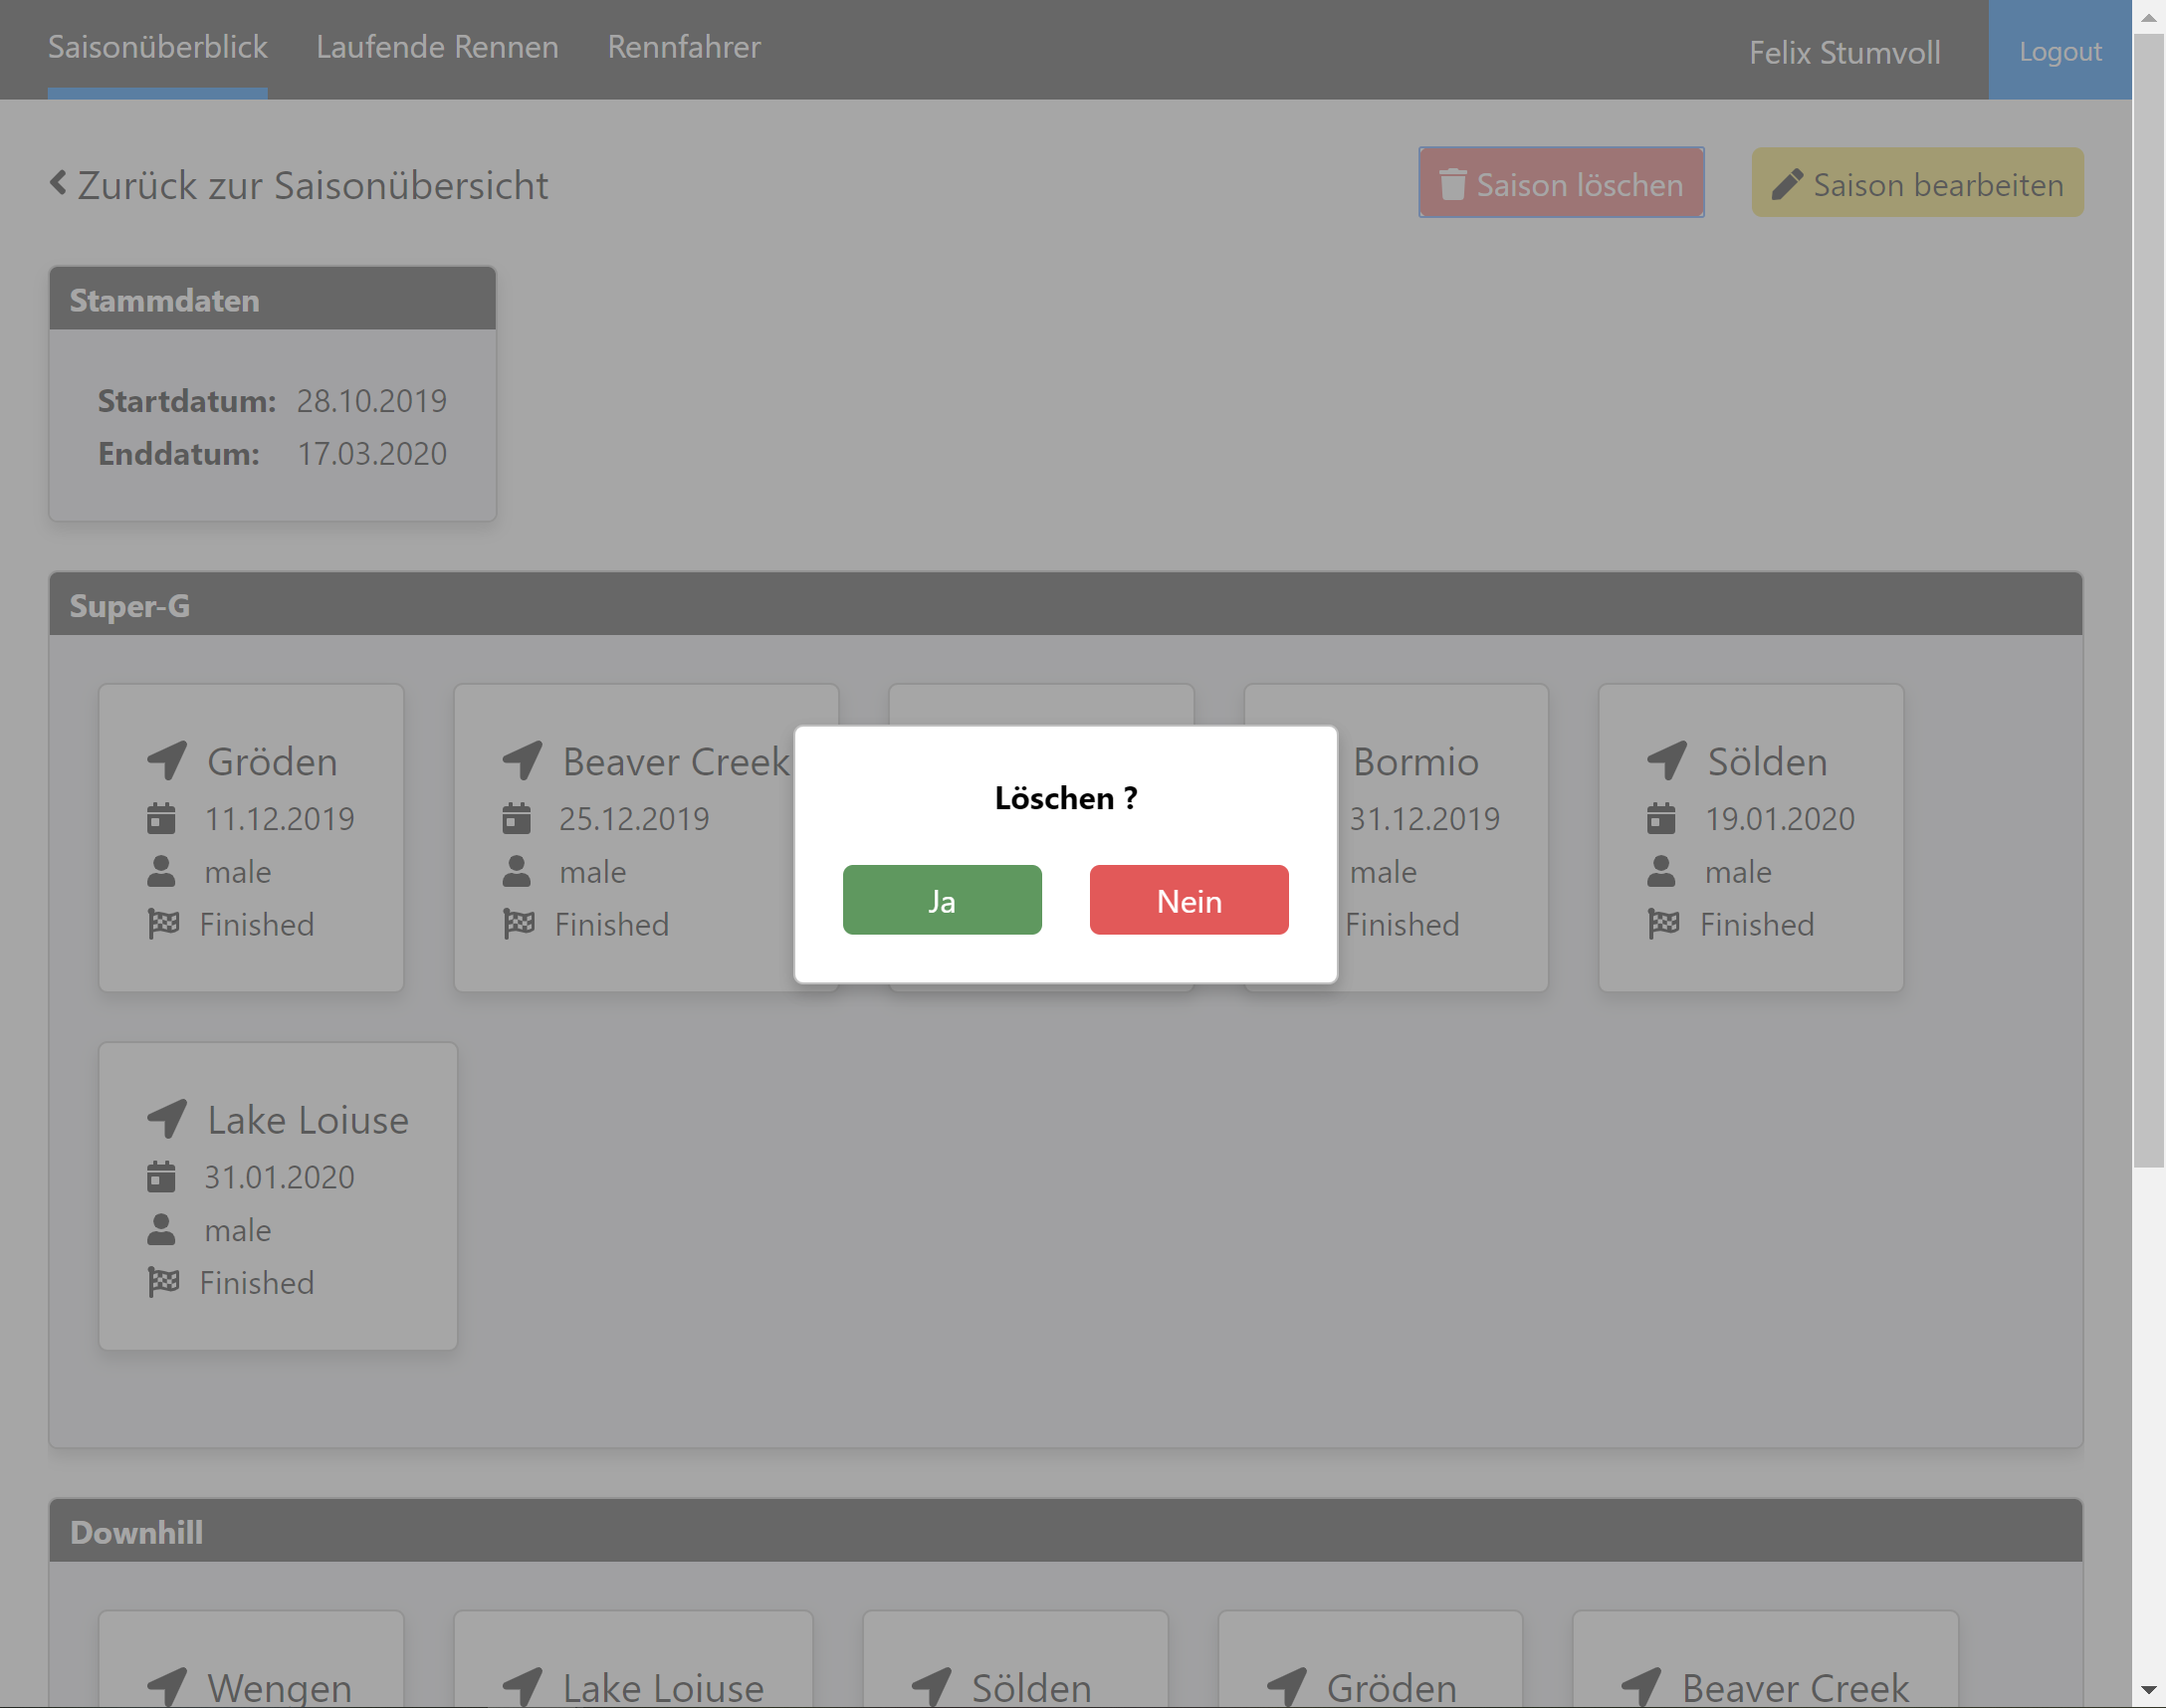 Saisonüberblick Laufende Rennen Rennfahrer Felix Stumvoll Logout
Zurück zur Saisonübersicht Saison löschen Saison bearbeiten
Stammdaten
Startdatum: 28.10.2019
Enddatum: 17.03.2020
Super-G
Gröden Beaver Creek Bormio Sölden
11.12.2019 25.12.2019 31.12.2019 19.01.2020
male male male male
Finished Finished Finished Finished
Löschen ?
Ja Nein
Lake Loiuse
31.01.2020
male
Finished
Downhill
Wengen Lake Loiuse Sölden Gröden Beaver Creek